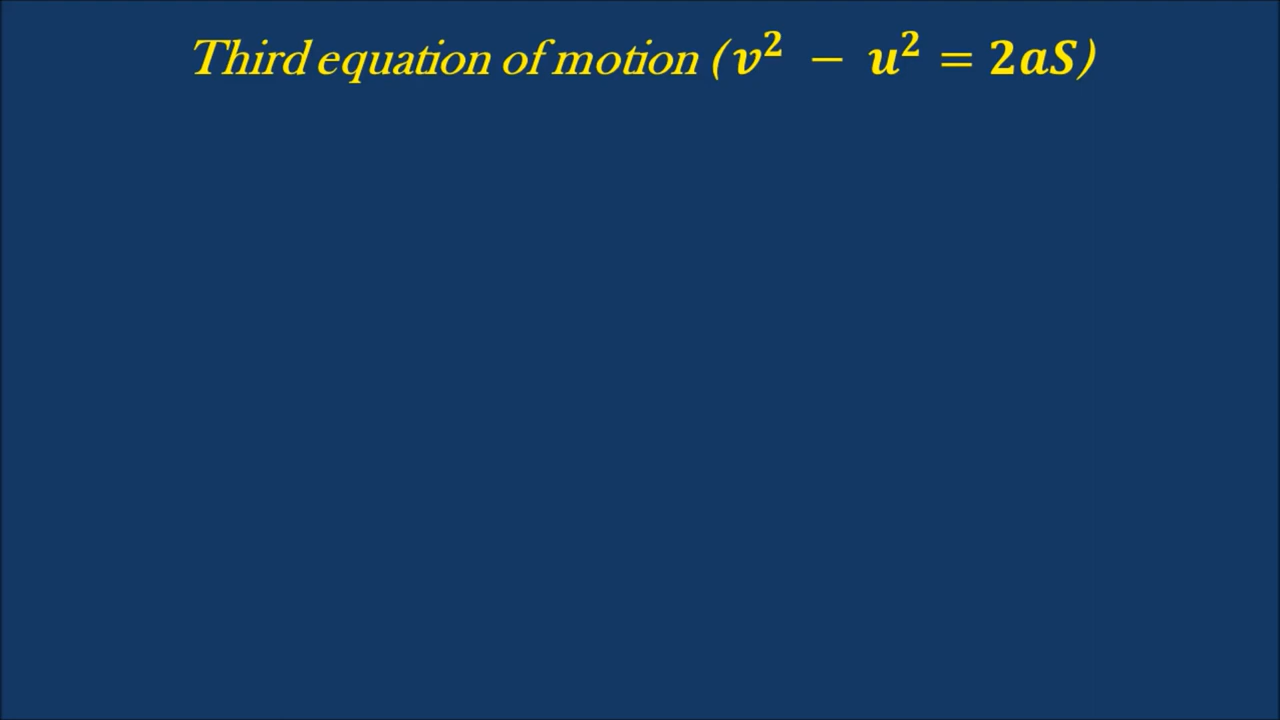 Third equation of motion (v² − u² = 2aS)